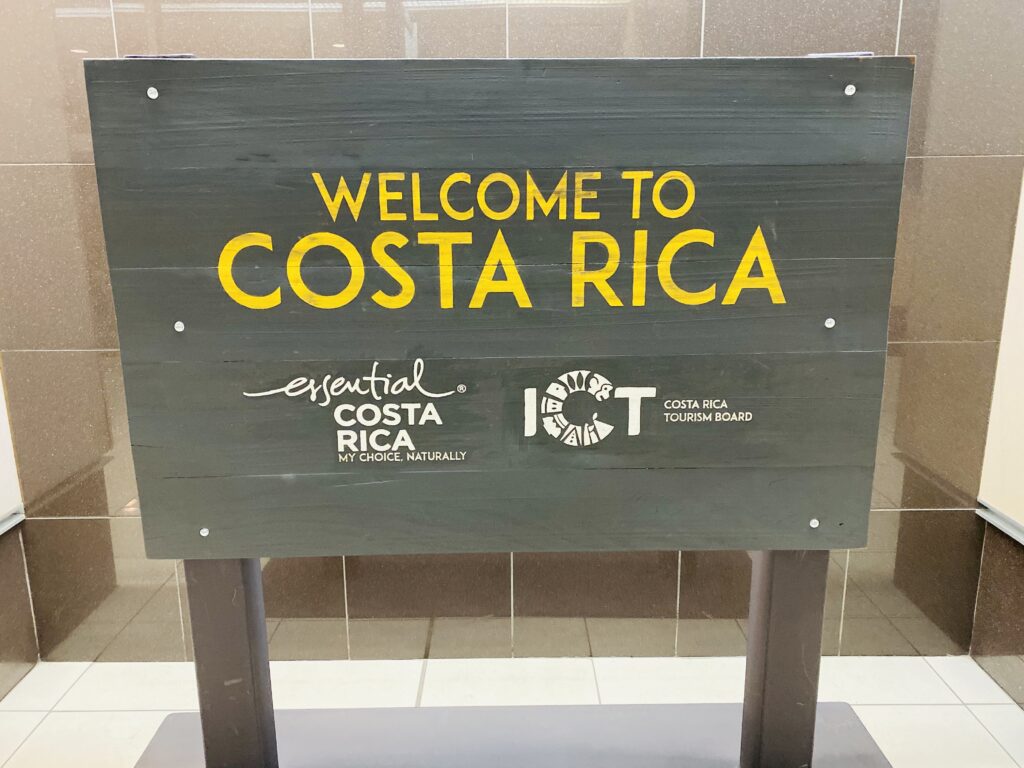 WELCOME TO
COSTA RICA
essential ®
COSTA
RICA
MY CHOICE, NATURALLY
ICT
COSTA RICA
TOURISM BOARD